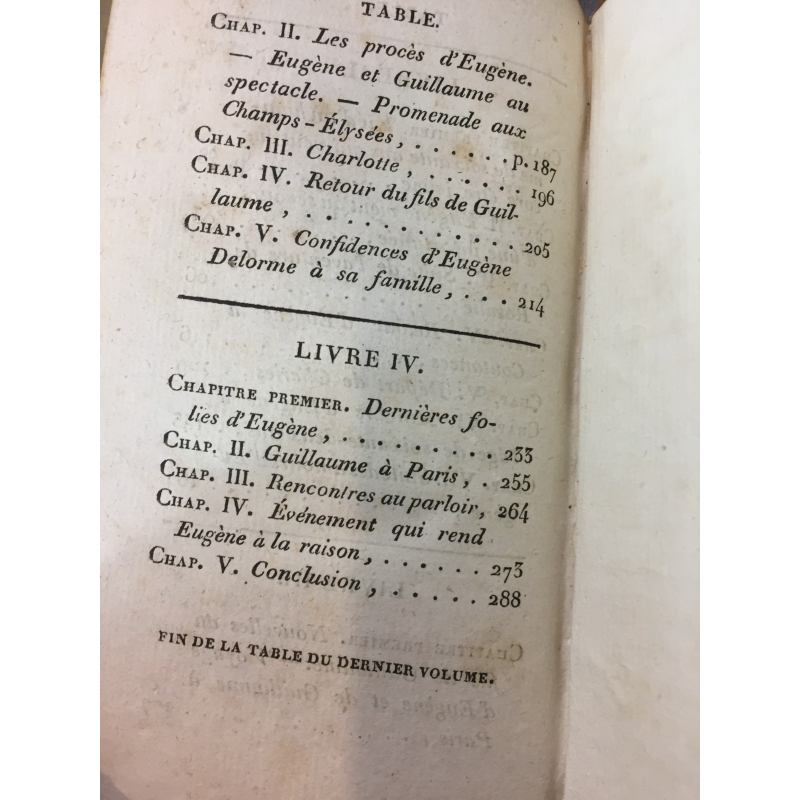 TABLE.
CHAP. II. Les procès d'Eugène.
— Eugène et Guillaume au
spectacle. — Promenade aux
Champs-Élysées, . . . . . . p. 187
CHAP. III. Charlotte, . . . . . . . 196
CHAP. IV. Retour du fils de Guil-
laume, . . . . . . . . . . . . 205
CHAP. V. Confidences d'Eugène
Delorme à sa famille, . . . 214
LIVRE IV.
CHAPITRE PREMIER. Dernières fo-
lies d'Eugène, . . . . . . . . . 233
CHAP. II. Guillaume à Paris, . 255
CHAP. III. Rencontres au parloir, 264
CHAP. IV. Événement qui rend
Eugène à la raison, . . . . . . 273
CHAP. V. Conclusion, . . . . . . 288
FIN DE LA TABLE DU DERNIER VOLUME.